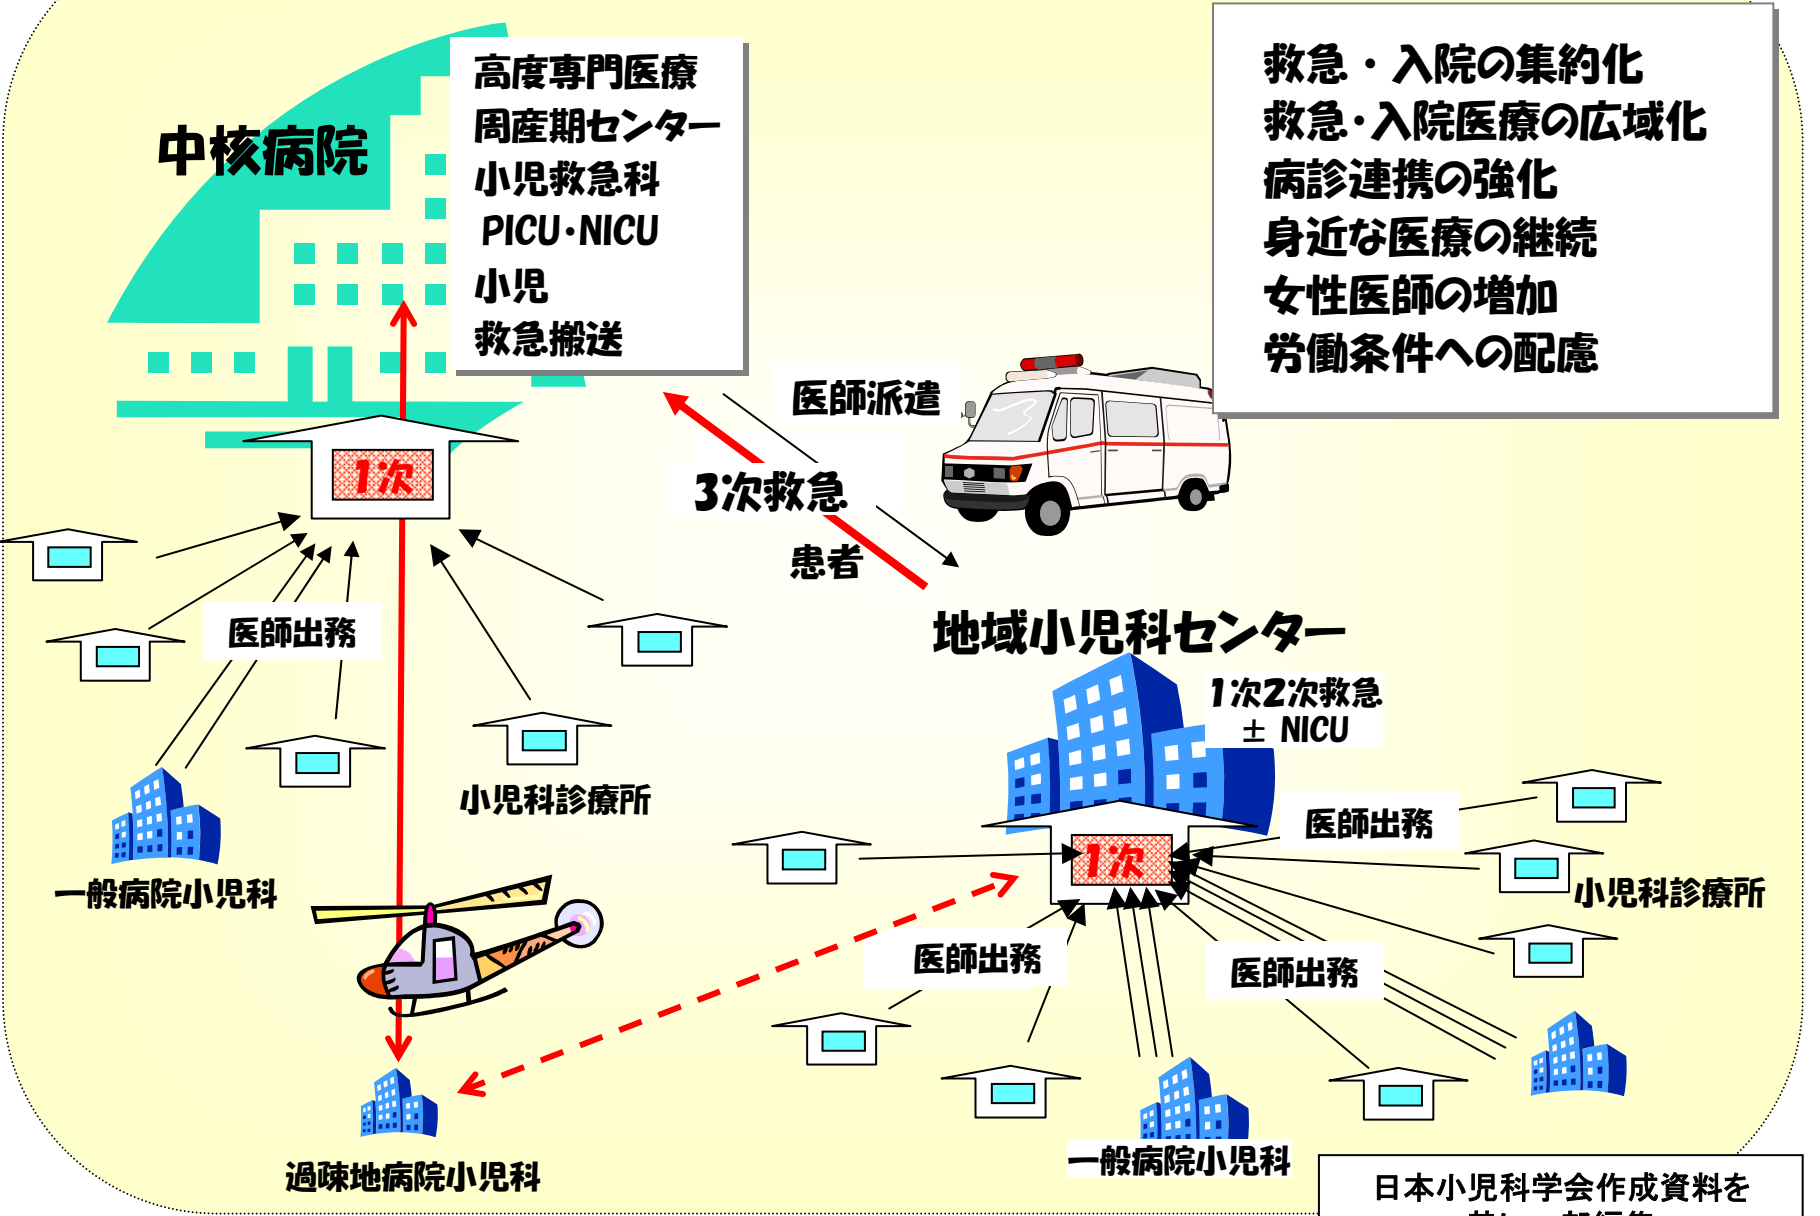 中核病院
高度専門医療
周産期センター
小児救急科
PICU・NICU
小児
救急搬送
救急・入院の集約化
救急・入院医療の広域化
病診連携の強化
身近な医療の継続
女性医師の増加
労働条件への配慮
医師派遣
3次救急
患者
1次
医師出務
小児科診療所
一般病院小児科
地域小児科センター
1次2次救急
± NICU
1次
医師出務
小児科診療所
医師出務
医師出務
一般病院小児科
過疎地病院小児科
日本小児科学会作成資料を